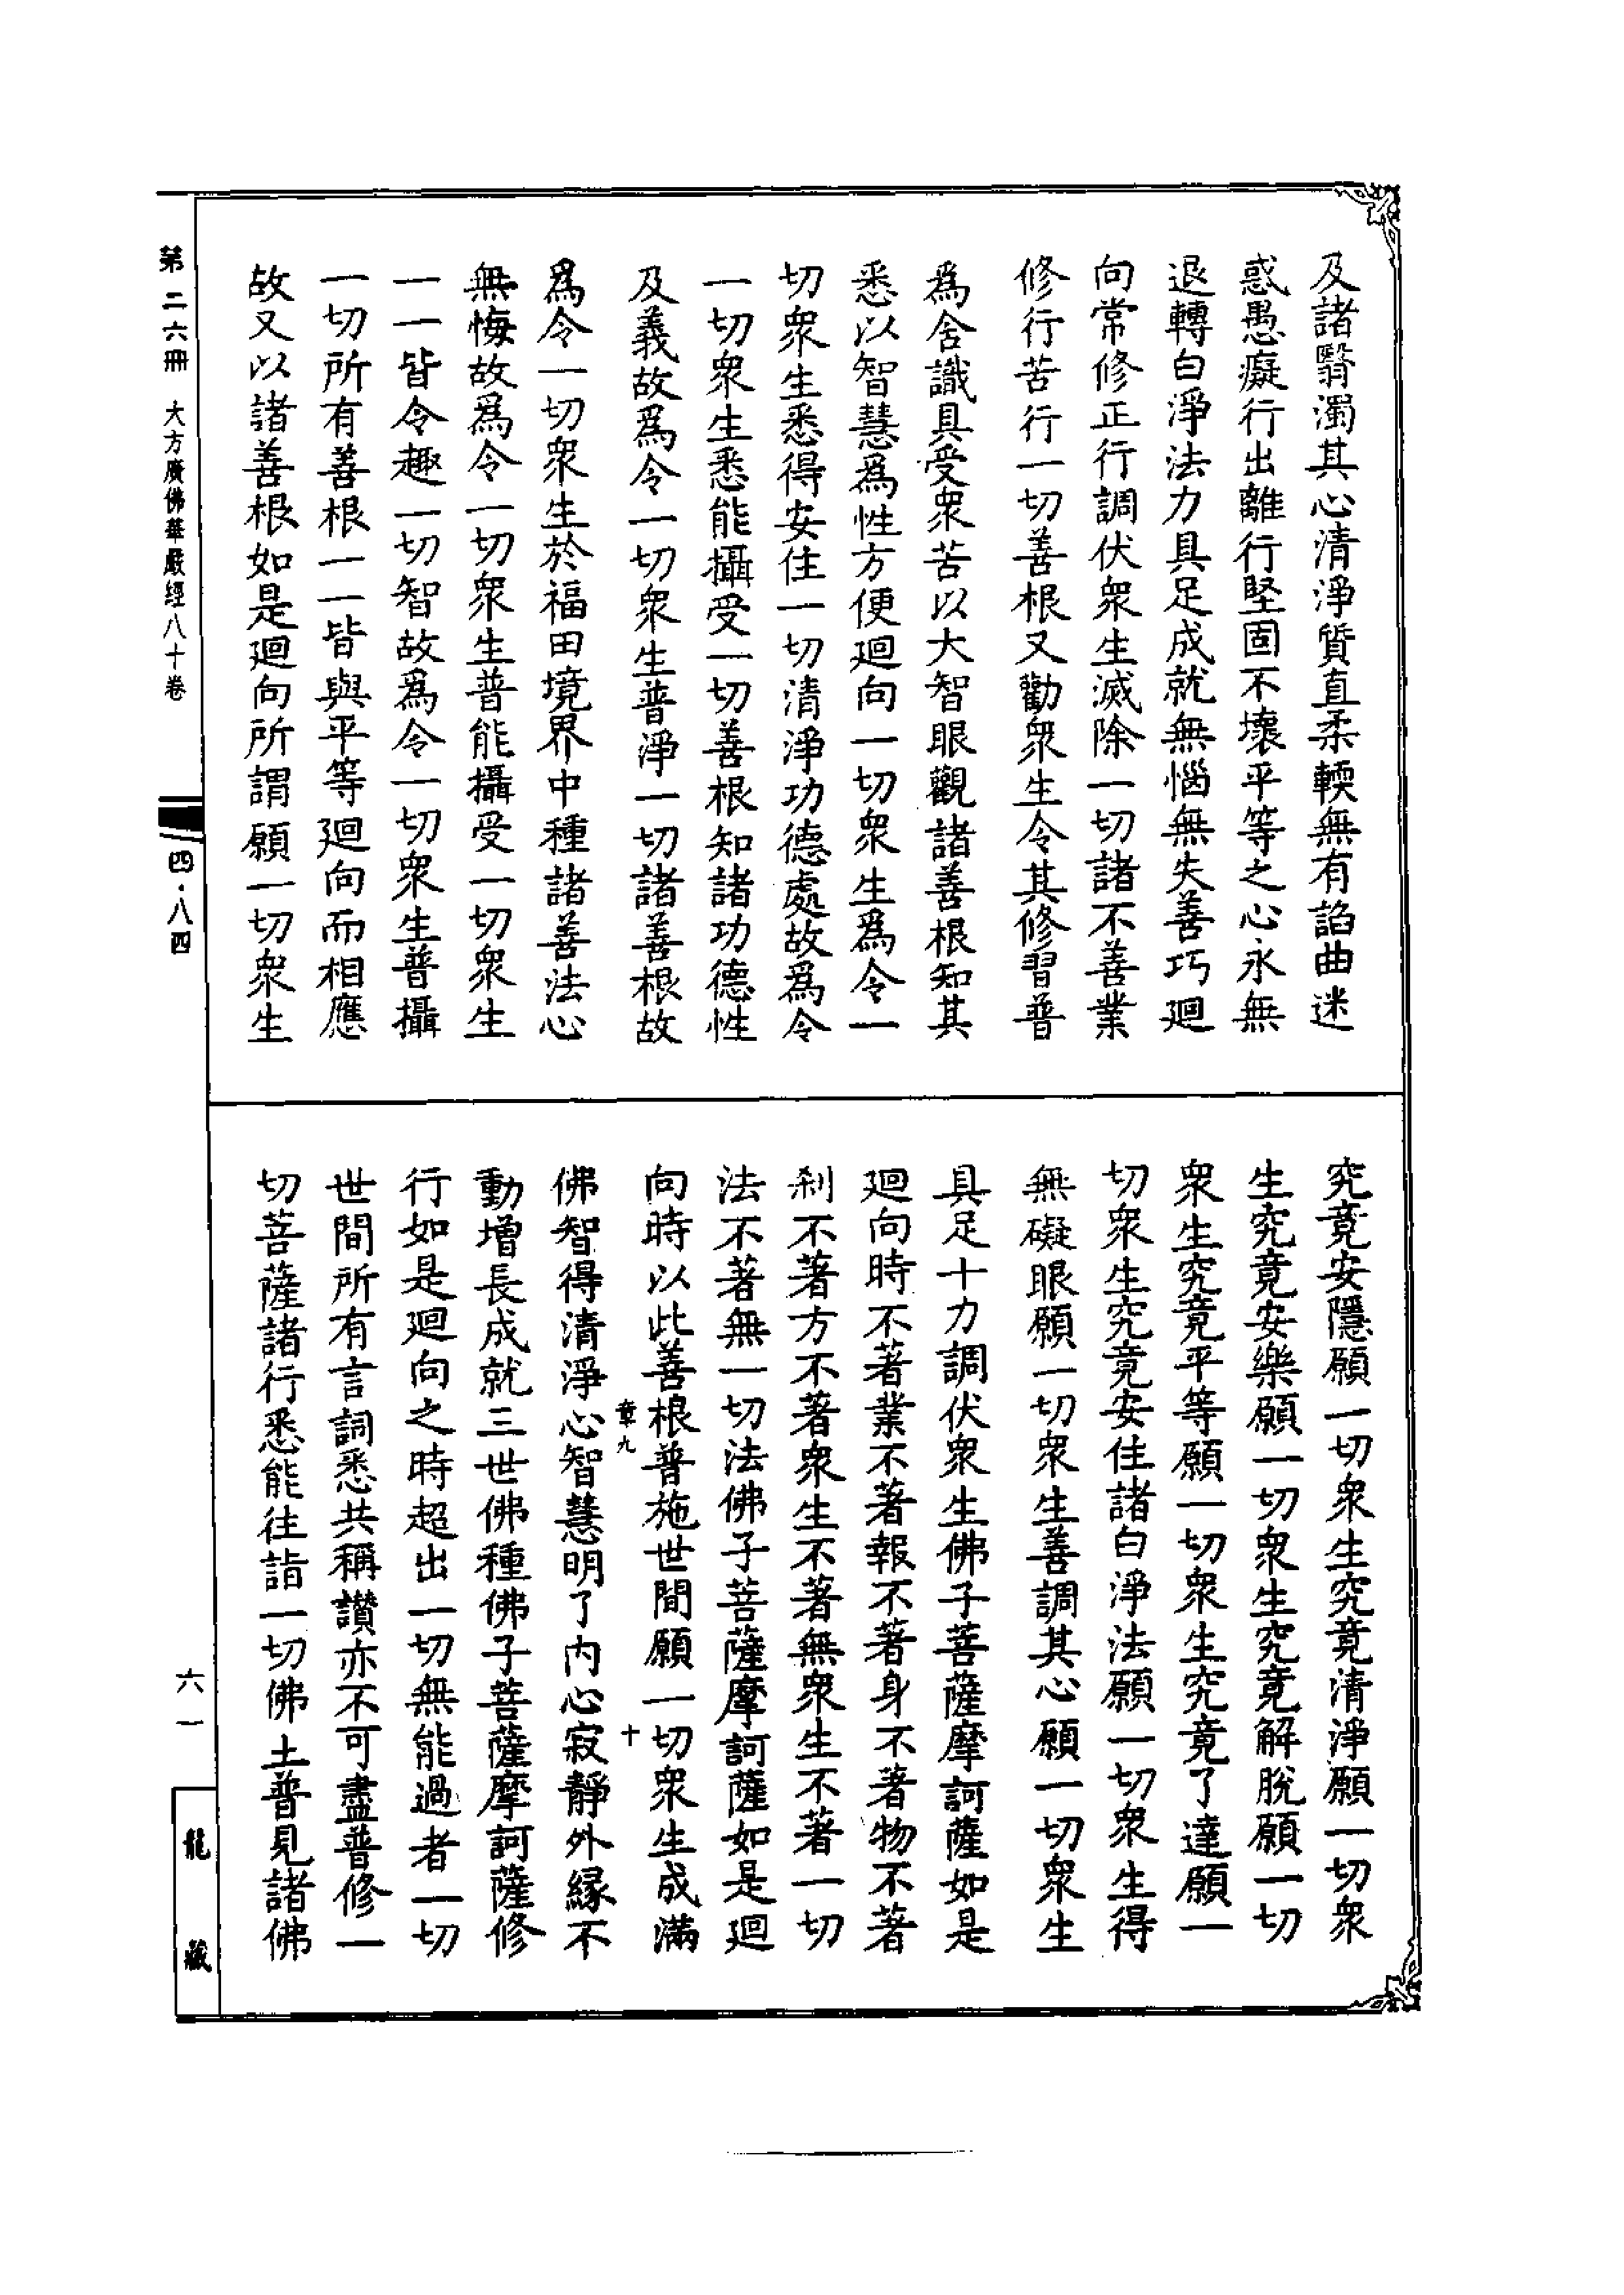 及諸翳濁其心清淨質直柔輭無有諂曲迷
惑愚癡行出離行堅固不壞平等之心永無
退轉白淨法力具足成就無惱無失善巧廻
向常修正行調伏衆生滅除一切諸不善業
修行苦行一切善根又勸衆生令其修習普
爲含識具受衆苦以大智眼觀諸善根知其
悉以智慧爲性方便廻向一切衆生爲令一
切衆生悉得安住一切清淨功德處故爲令
一切衆生悉能攝受一切善根知諸功德性
及義故爲令一切衆生普淨一切諸善根故
爲令一切衆生於福田境界中種諸善法心
無悔故爲令一切衆生普能攝受一切衆生
一一皆令趣一切智故爲令一切衆生普攝
一切所有善根一一皆與平等廻向而相應
故又以諸善根如是廻向所謂願一切衆生
究竟安隱願一切衆生究竟清淨願一切衆
生究竟安樂願一切衆生究竟解脫願一切
衆生究竟平等願一切衆生究竟了達願一
切衆生究竟安住諸白淨法願一切衆生得
無礙眼願一切衆生善調其心願一切衆生
具足十力調伏衆生佛子菩薩摩訶薩如是
廻向時不著業不著報不著身不著物不著
刹不著方不著衆生不著無衆生不著一切
法不著無一切法佛子菩薩摩訶薩如是廻
向時以此善根普施世間願一切衆生成滿
章九
十
佛智得清淨心智慧明了内心寂靜外緣不
動增長成就三世佛種佛子菩薩摩訶薩修
行如是廻向之時超出一切無能過者一切
世間所有言詞悉共稱讚亦不可盡普修一
切菩薩諸行悉能往詣一切佛土普見諸佛
第二六冊 大方廣佛華嚴經八十卷
四·八四
六一
龍藏